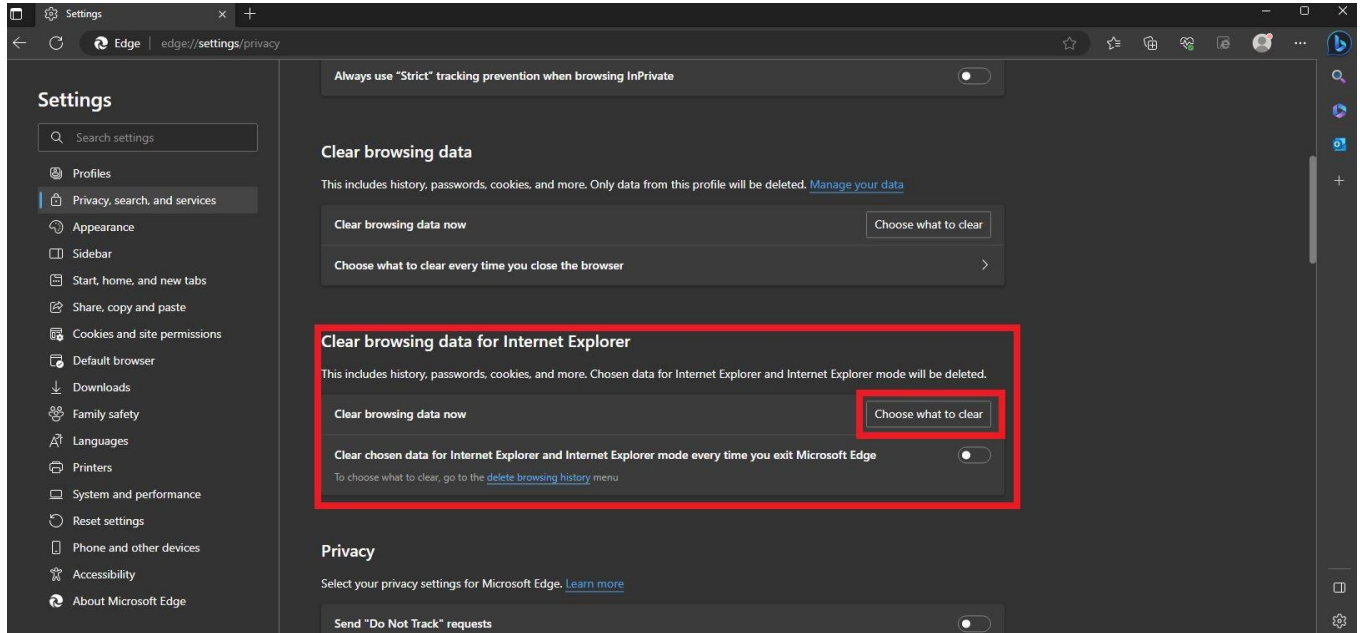 Settings
Edge | edge://settings/privacy
Settings
Search settings
Profiles
Privacy, search, and services
Appearance
Sidebar
Start, home, and new tabs
Share, copy and paste
Cookies and site permissions
Default browser
Downloads
Family safety
Languages
Printers
System and performance
Reset settings
Phone and other devices
Accessibility
About Microsoft Edge
Always use “Strict” tracking prevention when browsing InPrivate
Clear browsing data
This includes history, passwords, cookies, and more. Only data from this profile will be deleted. Manage your data
Clear browsing data now
Choose what to clear
Choose what to clear every time you close the browser
Clear browsing data for Internet Explorer
This includes history, passwords, cookies, and more. Chosen data for Internet Explorer and Internet Explorer mode will be deleted.
Clear browsing data now
Choose what to clear
Clear chosen data for Internet Explorer and Internet Explorer mode every time you exit Microsoft Edge
To choose what to clear, go to the delete browsing history menu
Privacy
Select your privacy settings for Microsoft Edge. Learn more
Send "Do Not Track" requests